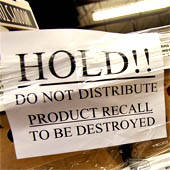 HOLD!!
DO NOT DISTRIBUTE
PRODUCT RECALL
TO BE DESTROYED